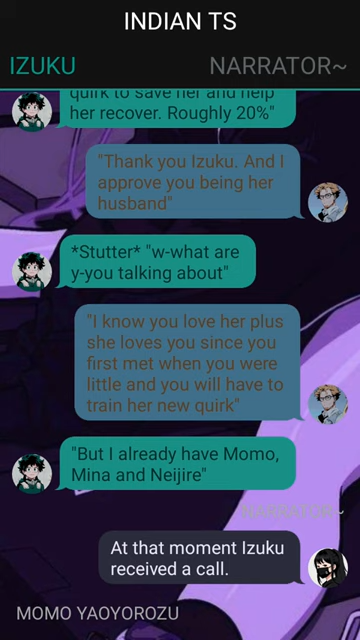 INDIAN TS
IZUKU
NARRATOR~
quirk to save her and help
her recover. Roughly 20%"
"Thank you Izuku. And I
approve you being her
husband"
*Stutter* "w-what are
y-you talking about"
"I know you love her plus
she loves you since you
first met when you were
little and you will have to
train her new quirk"
"But I already have Momo,
Mina and Neijire"
NARRATOR~
At that moment Izuku
received a call.
MOMO YAOYOROZU